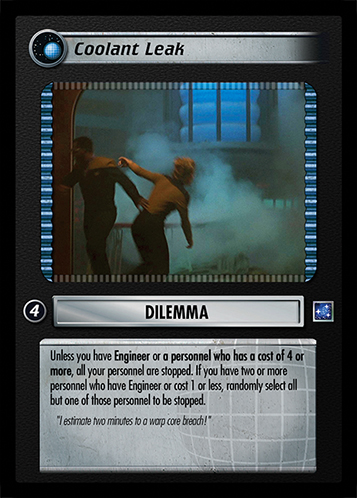 Coolant Leak
4 DILEMMA
Unless you have Engineer or a personnel who has a cost of 4 or
more, all your personnel are stopped. If you have two or more
personnel who have Engineer or cost 1 or less, randomly select all
but one of those personnel to be stopped.
"I estimate two minutes to a warp core breach!"